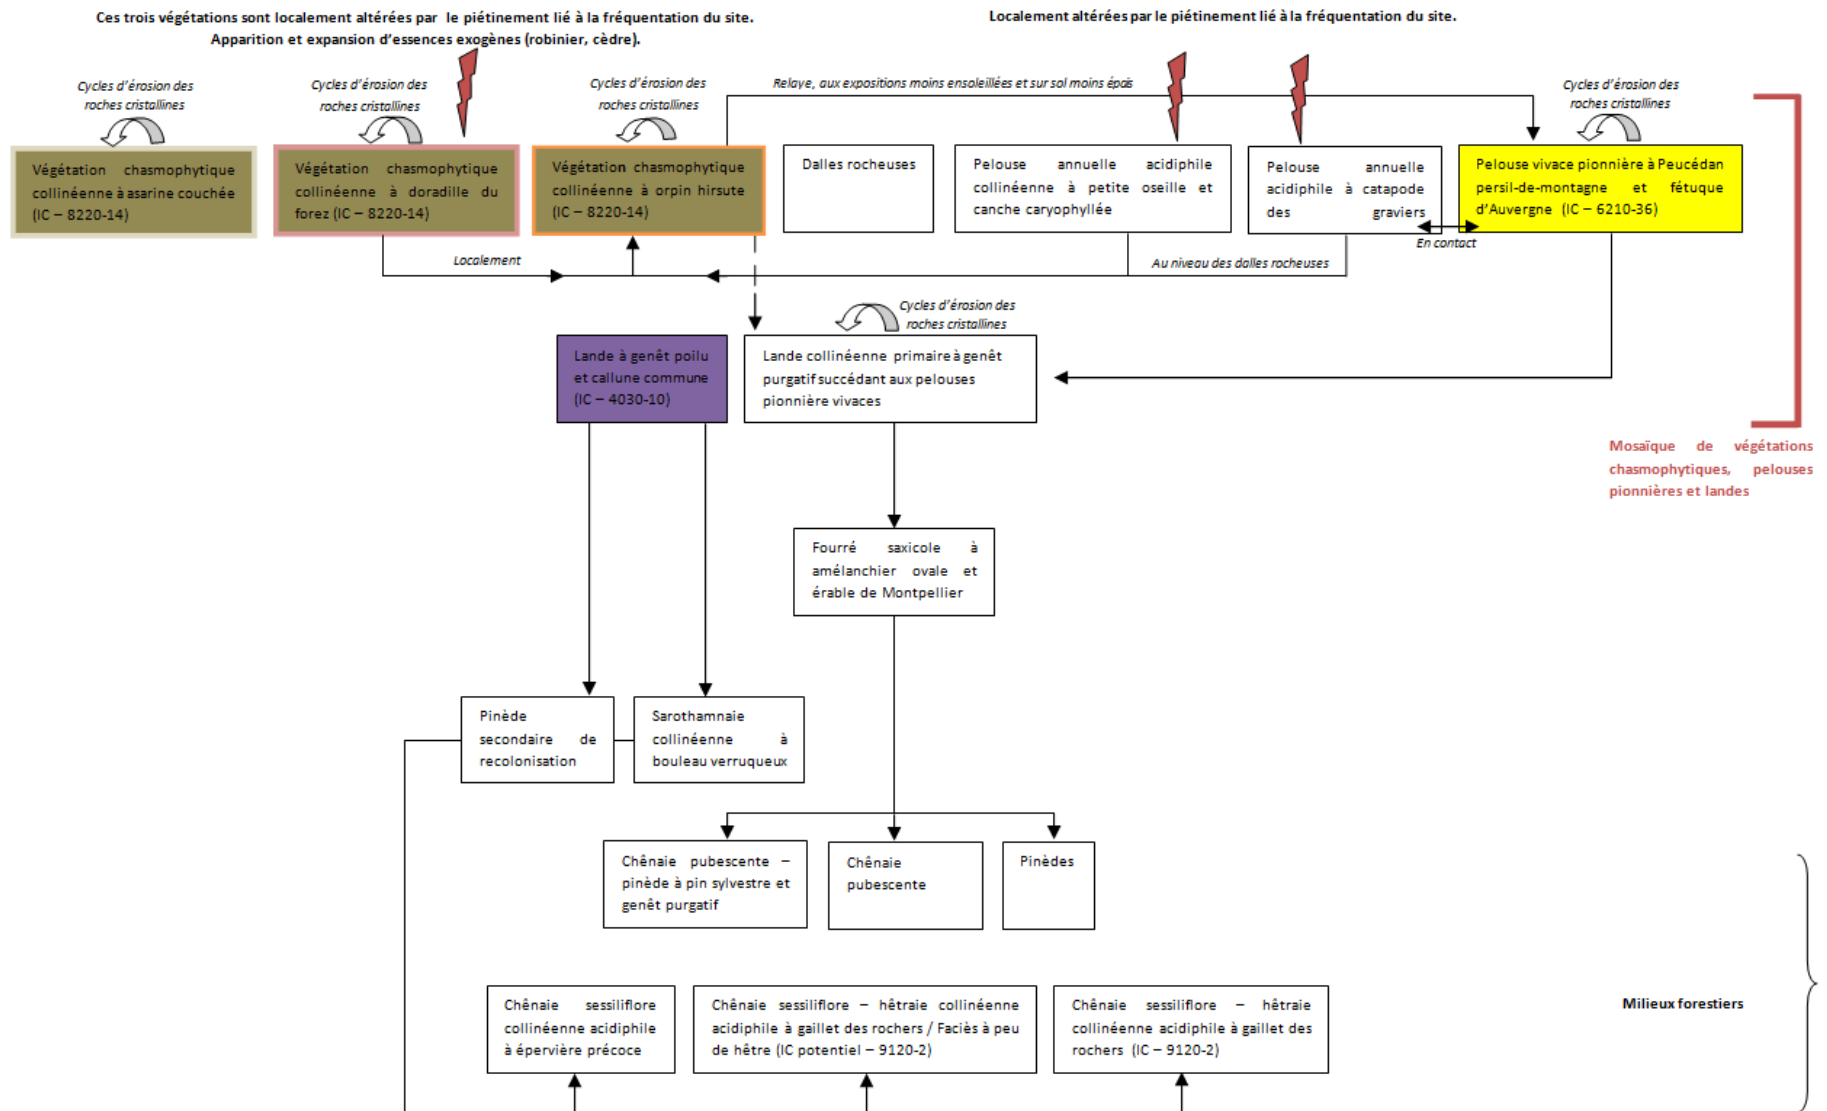 Ces trois végétations sont localement altérées par le piétinement lié à la fréquentation du site.
Apparition et expansion d'essences exogènes (robinier, cèdre).
Localement altérées par le piétinement lié à la fréquentation du site.
Cycles d'érosion des
roches cristallines
Cycles d'érosion des
roches cristallines
Cycles d'érosion des
roches cristallines
Relaye, aux expositions moins ensoleillées et sur sol moins épais
Cycles d'érosion des
roches cristallines
Végétation chasmophytique
collinéenne à assarine couchée
(IC – 8220-14)
Végétation chasmophytique
collinéenne à doradille du
forez (IC – 8220-14)
Végétation chasmophytique
collinéenne à orpin hirsute
(IC – 8220-14)
Dalles rocheuses
Pelouse annuelle acidiphile
collinéenne à petite oseille et
canche caryophyllée
Pelouse annuelle
acidiphile à catapode
des graviers
Pelouse vivace pionnière à Peucédan
persil-de-montagne et fétuque
d'Auvergne (IC – 6210-36)
En contact
Localement
Au niveau des dalles rocheuses
Cycles d'érosion des
roches cristallines
Lande à genêt poilu
et callune commune
(IC – 4030-10)
Lande collinéenne primaire à genêt
purgatif succédant aux pelouses
pionnière vivaces
Mosaïque de végétations
chasmophytiques, pelouses
pionnières et landes
Fourré saxicole à
amélanchier ovale et
érable de Montpellier
Pinède
secondaire de
recolonisation
Sarothamnaie
collinéenne à
bouleau verruqueux
Chênaie pubescente –
pinède à pin sylvestre et
genêt purgatif
Chênaie
pubescente
Pinèdes
Chênaie sessiliflore
collinéenne acidiphile
à épervière précoce
Chênaie sessiliflore – hêtraie collinéenne
acidiphile à gaillet des rochers / Faciès à peu
de hêtre (IC potentiel – 9120-2)
Chênaie sessiliflore – hêtraie
collinéenne acidiphile à gaillet des
rochers (IC – 9120-2)
Milieux forestiers